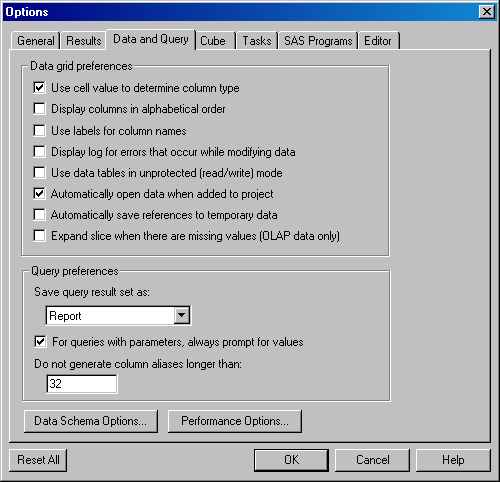 Options
General Results Data and Query Cube Tasks SAS Programs Editor
Data grid preferences
Use cell value to determine column type
Display columns in alphabetical order
Use labels for column names
Display log for errors that occur while modifying data
Use data tables in unprotected (read/write) mode
Automatically open data when added to project
Automatically save references to temporary data
Expand slice when there are missing values (OLAP data only)
Query preferences
Save query result set as:
Report
For queries with parameters, always prompt for values
Do not generate column aliases longer than:
32
Data Schema Options... Performance Options...
Reset All OK Cancel Help